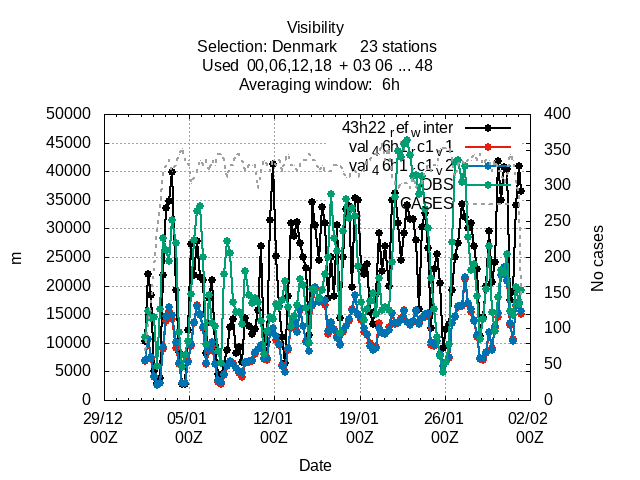 Visibility
Selection: Denmark 23 stations
Used 00,06,12,18 + 03 06 ... 48
Averaging window: 6h
50000 400
45000 350
40000 300
35000 250
30000 200
25000 150
20000 100
15000 50
10000 0
5000
0
43h22_ref_winter
val_46h1_rc1_v1
val_46h1_rc1_v2
OBS
CASES
m
No cases
29/12 05/01 12/01 19/01 26/01 02/02
00Z 00Z 00Z 00Z 00Z 00Z
Date